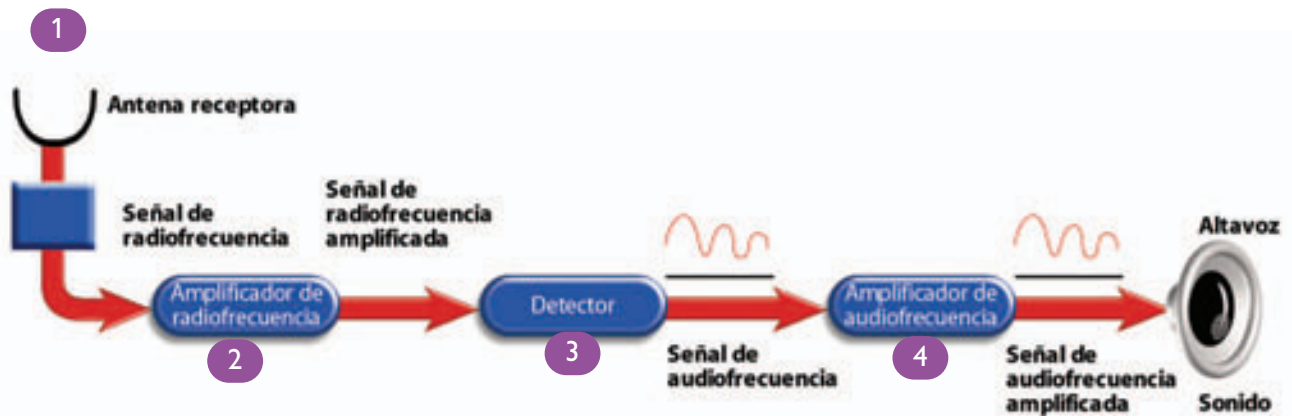 1
Antena receptora
Señal de
radiofrecuencia
Señal de
radiofrecuencia
amplificada
Amplificador de
radiofrecuencia
2
Detector
3
Señal de
audiofrecuencia
Amplificador de
audiofrecuencia
4
Señal de
audiofrecuencia
amplificada
Altavoz
Sonido